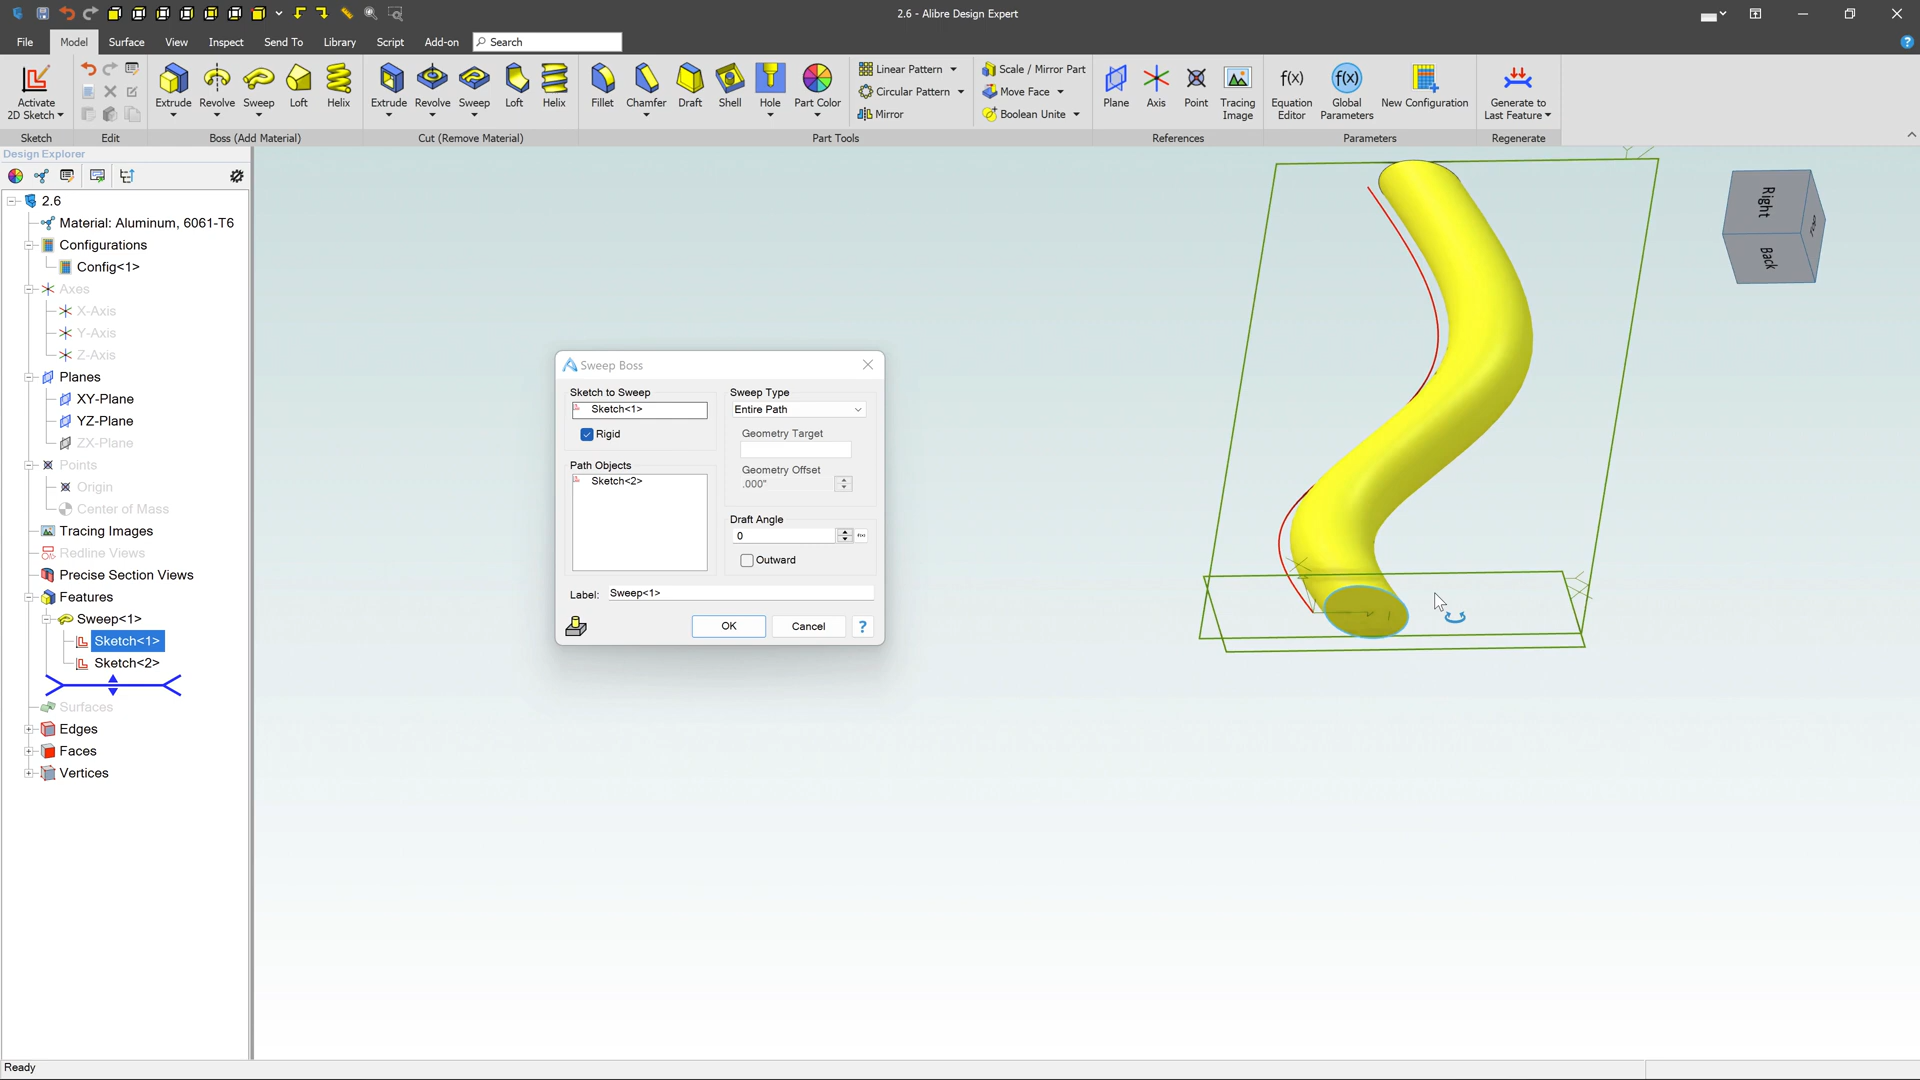 2.6 - Alibre Design Expert
File Model Surface View Inspect Send To Library Script Add-on Search
Activate 2D Sketch
Extrude Revolve Sweep Loft Helix
Extrude Revolve Sweep Loft Helix
Fillet Chamfer Draft Shell Hole Part Color
Linear Pattern
Circular Pattern
Mirror
Scale / Mirror Part
Move Face
Boolean Unite
Plane Axis Point Tracing Image
f(x) Equation Editor
f(x) Global Parameters
New Configuration
Generate to Last Feature
Sketch Edit Boss (Add Material) Cut (Remove Material) Part Tools References Parameters Regenerate
Design Explorer
2.6
Material: Aluminum, 6061-T6
Configurations
Config<1>
Axes
X-Axis
Y-Axis
Z-Axis
Planes
XY-Plane
YZ-Plane
ZX-Plane
Points
Origin
Center of Mass
Tracing Images
Redline Views
Precise Section Views
Features
Sweep<1>
Sketch<1>
Sketch<2>
Surfaces
Edges
Faces
Vertices
Sweep Boss
Sketch to Sweep
Sketch<1>
Rigid
Path Objects
Sketch<2>
Sweep Type
Entire Path
Geometry Target
Geometry Offset
.000"
Draft Angle
0
Outward
Label: Sweep<1>
OK Cancel ?
Right
Back
Top
Ready